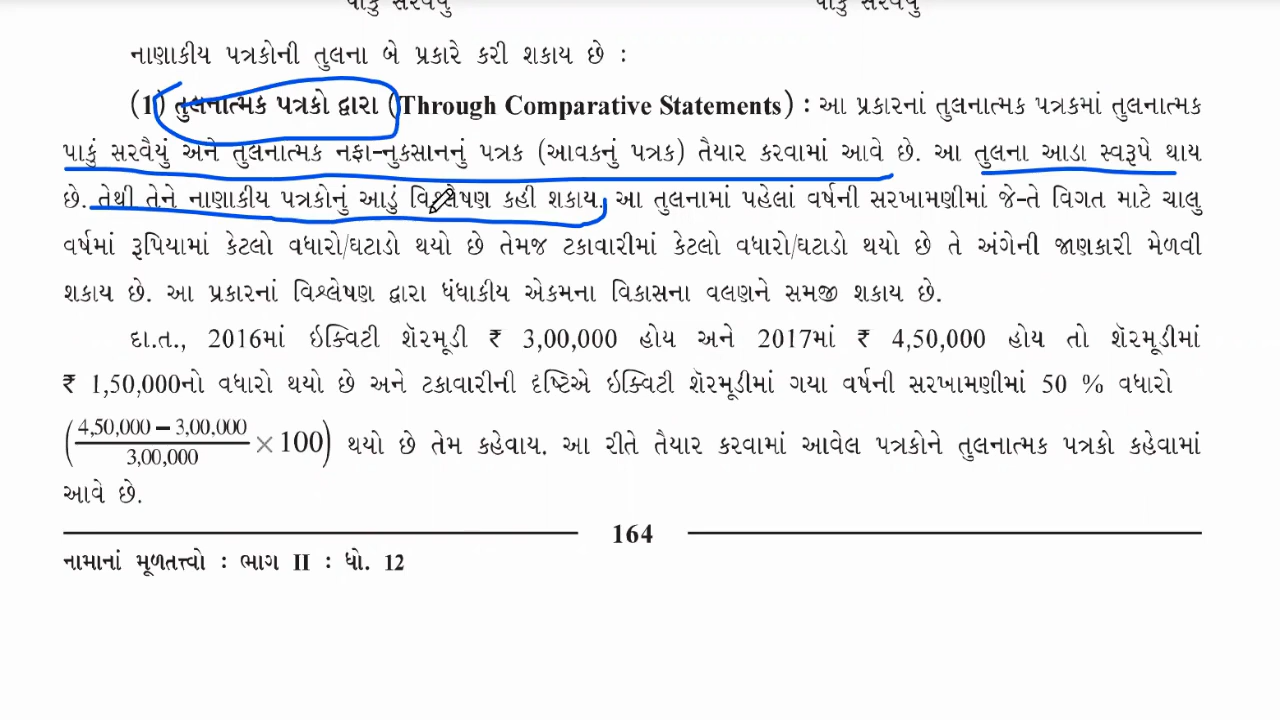 પાકું સરવૈયું પાકું સરવૈયું
નાણાકીય પત્રકોની તુલના બે પ્રકારે કરી શકાય છે :
(1) તુલનાત્મક પત્રકો દ્વારા (Through Comparative Statements) : આ પ્રકારનાં તુલનાત્મક પત્રકમાં તુલનાત્મક
પાકું સરવૈયું અને તુલનાત્મક નફા-નુકસાનનું પત્રક (આવકનું પત્રક) તૈયાર કરવામાં આવે છે. આ તુલના આડા સ્વરૂપે થાય
છે. તેથી તેને નાણાકીય પત્રકોનું આડું વિશ્લેષણ કહી શકાય. આ તુલનામાં પહેલાં વર્ષની સરખામણીમાં જે-તે વિગત માટે ચાલુ
વર્ષમાં રૂપિયામાં કેટલો વધારો/ઘટાડો થયો છે તેમજ ટકાવારીમાં કેટલો વધારો/ઘટાડો થયો છે તે અંગેની જાણકારી મેળવી
શકાય છે. આ પ્રકારનાં વિશ્લેષણ દ્વારા ધંધાકીય એકમના વિકાસના વલણને સમજી શકાય છે.
દા.ત., 2016માં ઇક્વિટી શૅરમૂડી ₹ 3,00,000 હોય અને 2017માં ₹ 4,50,000 હોય તો શૅરમૂડીમાં
₹ 1,50,000નો વધારો થયો છે અને ટકાવારીની દૃષ્ટિએ ઇક્વિટી શૅરમૂડીમાં ગયા વર્ષની સરખામણીમાં 50 % વધારો
(4,50,000 – 3,00,000 / 3,00,000 × 100) થયો છે તેમ કહેવાય. આ રીતે તૈયાર કરવામાં આવેલ પત્રકોને તુલનાત્મક પત્રકો કહેવામાં
આવે છે.
164
નામાનાં મૂળતત્ત્વો : ભાગ II : ધો. 12